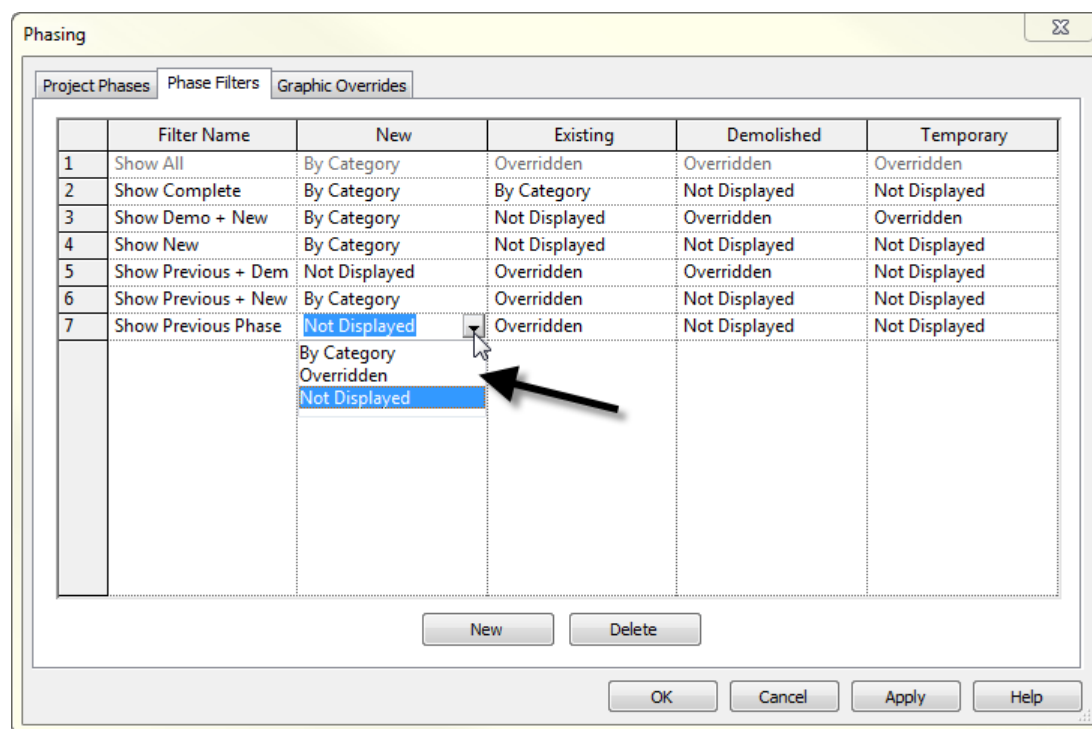 Phasing
Project Phases Phase Filters Graphic Overrides
Filter Name New Existing Demolished Temporary
1 Show All By Category Overridden Overridden Overridden
2 Show Complete By Category By Category Not Displayed Not Displayed
3 Show Demo + New By Category Not Displayed Overridden Overridden
4 Show New By Category Not Displayed Not Displayed Not Displayed
5 Show Previous + Dem Not Displayed Overridden Overridden Not Displayed
6 Show Previous + New By Category Overridden Not Displayed Not Displayed
7 Show Previous Phase Not Displayed Overridden Not Displayed Not Displayed
By Category
Overridden
Not Displayed
New Delete
OK Cancel Apply Help